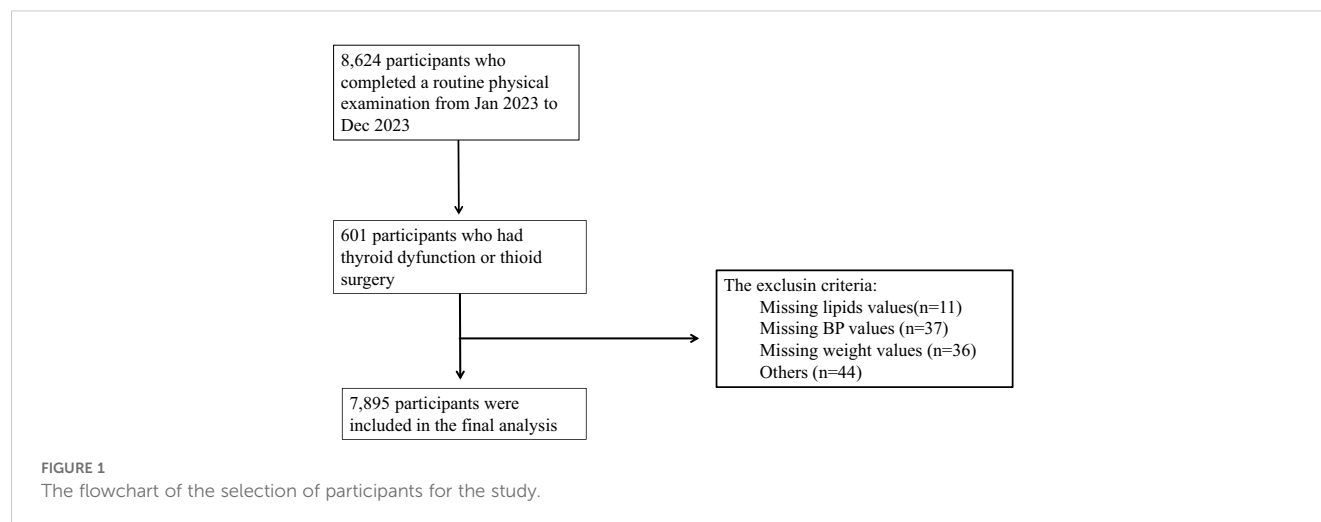 8,624 participants who
completed a routine physical
examination from Jan 2023 to
Dec 2023
601 participants who had
thyroid dyfunction or thioid
surgery
The exclusin criteria:
Missing lipids values(n=11)
Missing BP values (n=37)
Missing weight values (n=36)
Others (n=44)
7,895 participants were
included in the final analysis
FIGURE 1
The flowchart of the selection of participants for the study.